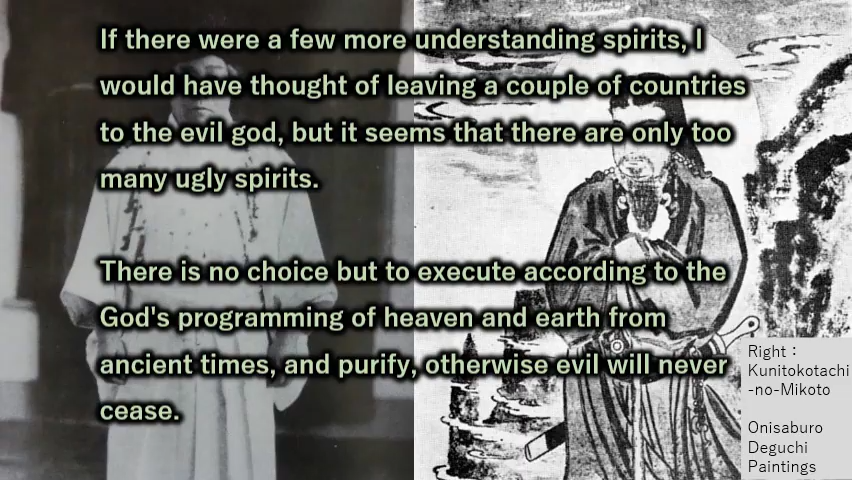 If there were a few more understanding spirits, I
would have thought of leaving a couple of countries
to the evil god, but it seems that there are only too
many ugly spirits.
There is no choice but to execute according to the
God's programming of heaven and earth from
ancient times, and purify, otherwise evil will never
cease.
Right：
Kunitokotachi
-no-Mikoto
Onisaburo
Deguchi
Paintings